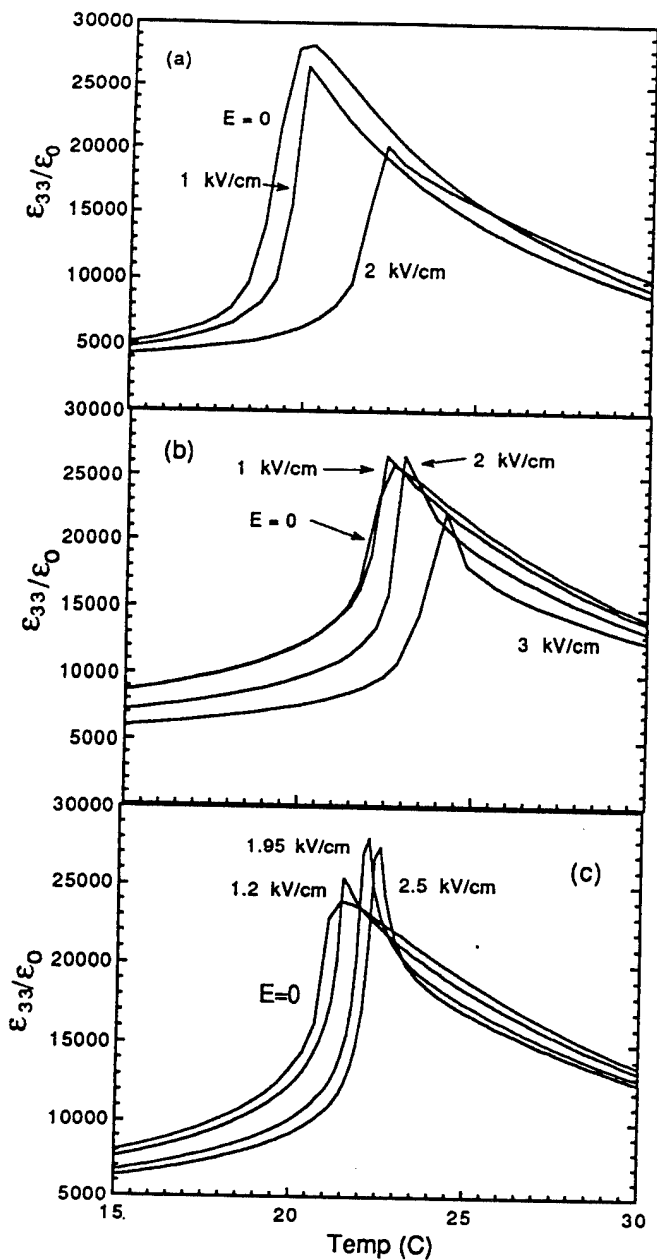 30000
(a)
25000
E = 0
20000
1 kV/cm
15000
2 kV/cm
10000
5000
ε33/ε0
30000
(b)
1 kV/cm
2 kV/cm
25000
E = 0
20000
15000
3 kV/cm
10000
5000
ε33/ε0
30000
1.95 kV/cm
(c)
25000
1.2 kV/cm
2.5 kV/cm
20000
E=0
15000
10000
5000
ε33/ε0
15.
20
25
30
Temp (C)